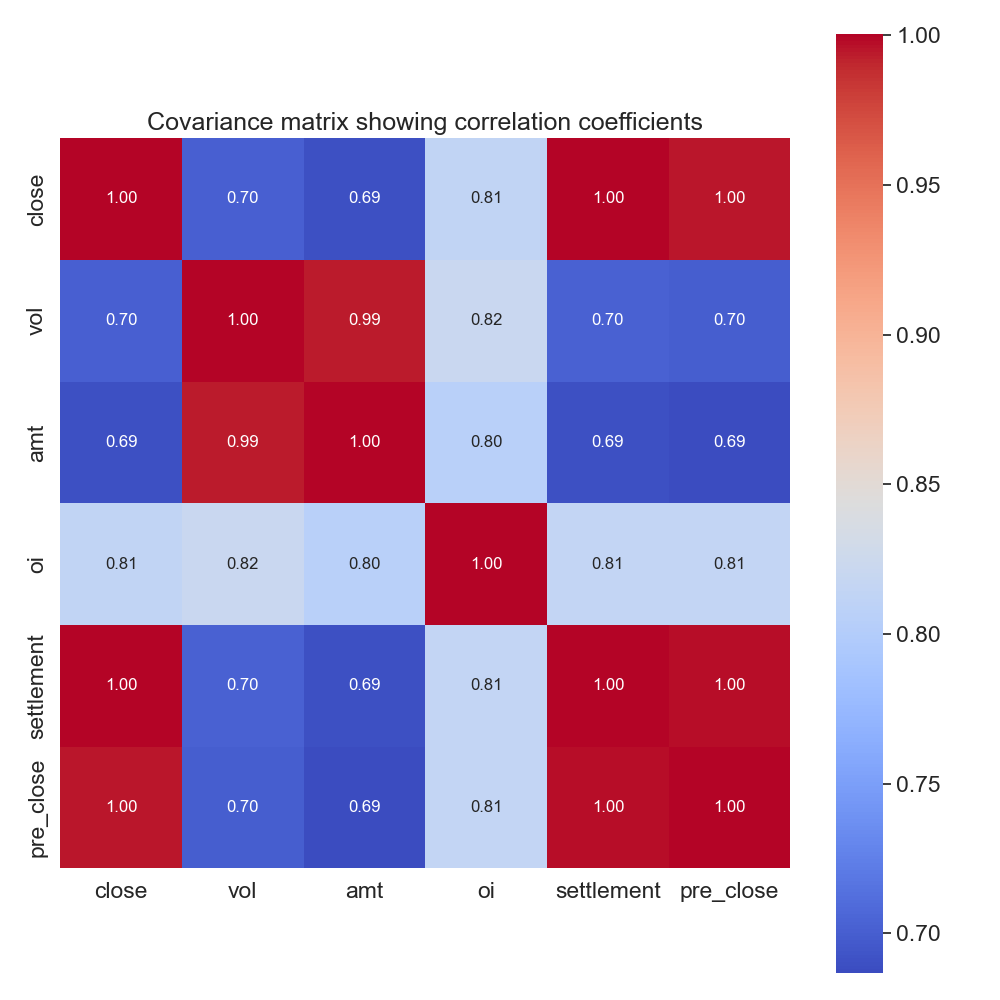 Covariance matrix showing correlation coefficients
close 1.00 0.70 0.69 0.81 1.00 1.00
vol 0.70 1.00 0.99 0.82 0.70 0.70
amt 0.69 0.99 1.00 0.80 0.69 0.69
oi 0.81 0.82 0.80 1.00 0.81 0.81
settlement 1.00 0.70 0.69 0.81 1.00 1.00
pre_close 1.00 0.70 0.69 0.81 1.00 1.00
close vol amt oi settlement pre_close
1.00
0.95
0.90
0.85
0.80
0.75
0.70